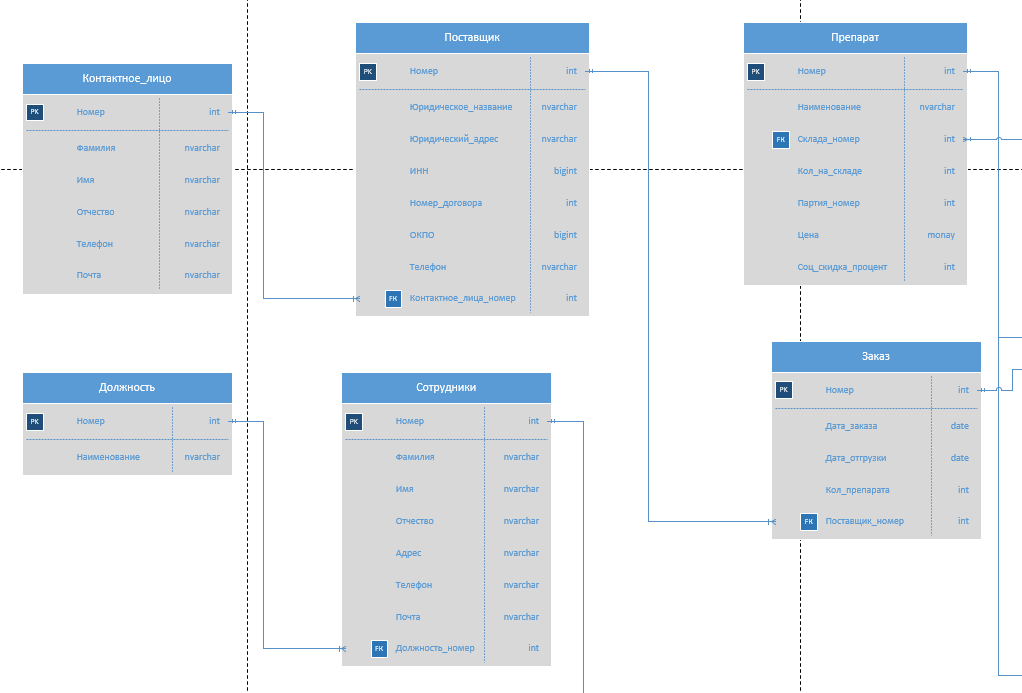 Контактное_лицо
PK Номер int
Фамилия nvarchar
Имя nvarchar
Отчество nvarchar
Телефон nvarchar
Почта nvarchar
Поставщик
PK Номер int
Юридическое_название nvarchar
Юридический_адрес nvarchar
ИНН bigint
Номер_договора int
ОКПО bigint
Телефон nvarchar
FK Контактное_лица_номер int
Препарат
PK Номер int
Наименование nvarchar
FK Склада_номер int
Кол_на_складе int
Партия_номер int
Цена monay
Соц_скидка_процент int
Должность
PK Номер int
Наименование nvarchar
Сотрудники
PK Номер int
Фамилия nvarchar
Имя nvarchar
Отчество nvarchar
Адрес nvarchar
Телефон nvarchar
Почта nvarchar
FK Должность_номер int
Заказ
PK Номер int
Дата_заказа date
Дата_отгрузки date
Кол_препарата int
FK Поставщик_номер int